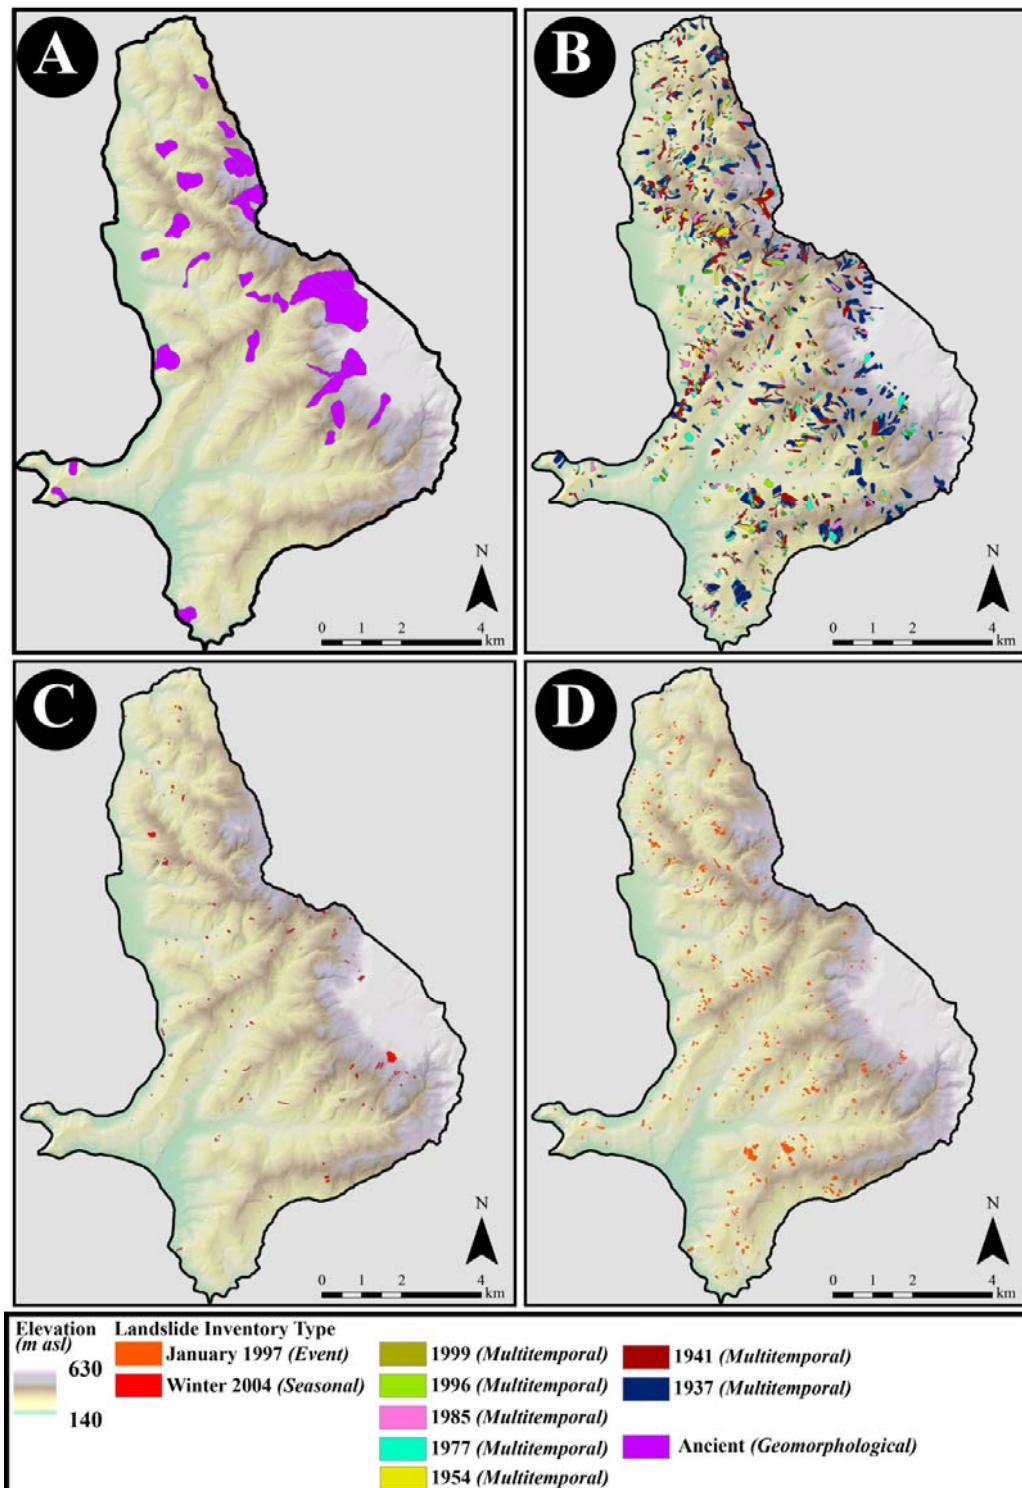 A
B
N
0 1 2 4
km
N
0 1 2 4
km
C
D
N
0 1 2 4
km
N
0 1 2 4
km
Elevation
(m asl)
630
140
Landslide Inventory Type
January 1997 (Event)
Winter 2004 (Seasonal)
1999 (Multitemporal)
1996 (Multitemporal)
1985 (Multitemporal)
1977 (Multitemporal)
1954 (Multitemporal)
1941 (Multitemporal)
1937 (Multitemporal)
Ancient (Geomorphological)